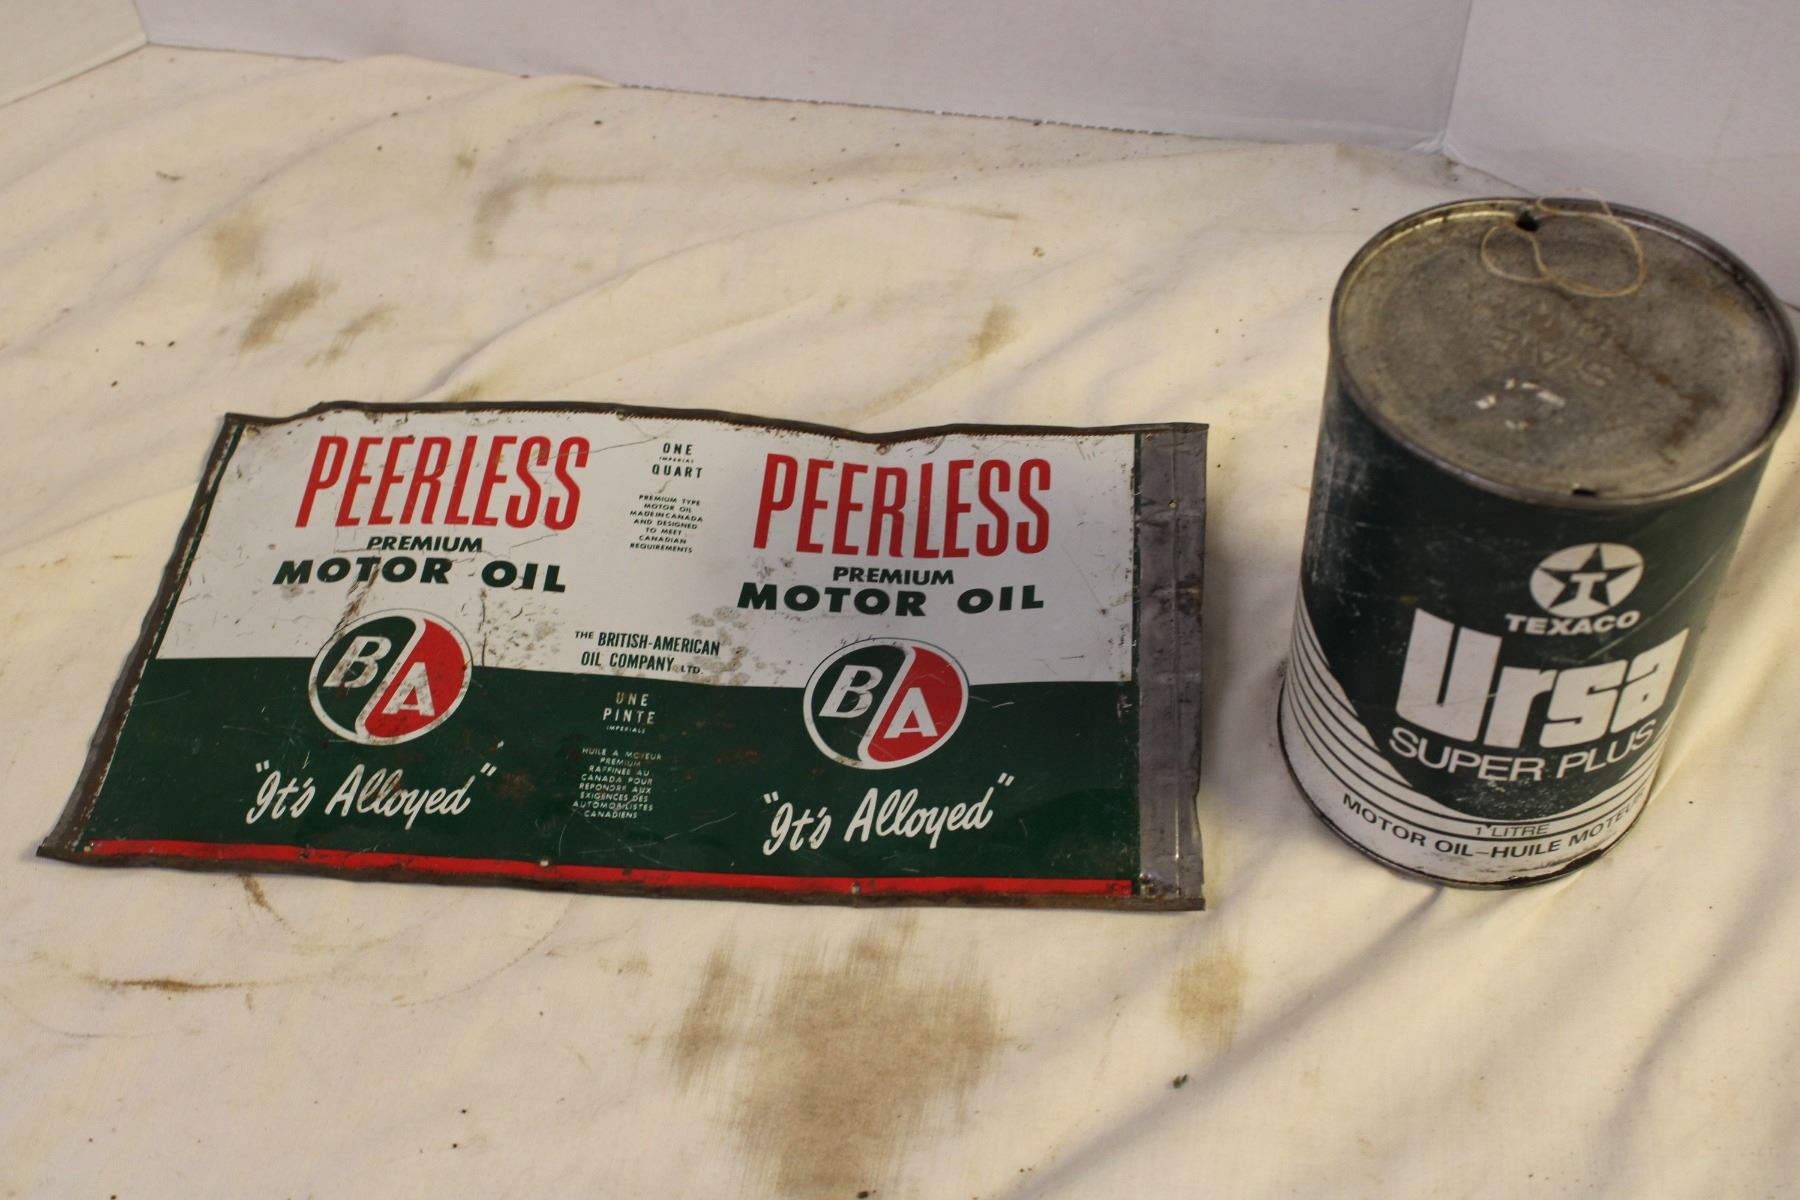 PEERLESS
PREMIUM
MOTOR OIL
B/A
"It's Alloyed"
ONE
IMPERIAL
QUART
PREMIUM TYPE
MOTOR OIL
MADE IN CANADA
AND DESIGNED
TO MEET
CANADIAN
REQUIREMENTS
THE BRITISH-AMERICAN
OIL COMPANY LTD.
UNE
PINTE
IMPERIALE
HUILE A MOTEUR
PREMIUM
RAFFINEE AU
CANADA POUR
REPONDRE AUX
EXIGENCES DES
AUTOMOBILISTES
CANADIENS
PEERLESS
PREMIUM
MOTOR OIL
B/A
"It's Alloyed"
T
TEXACO
Ursa
SUPER PLUS
1 LITRE
MOTOR OIL-HUILE MOTEUR